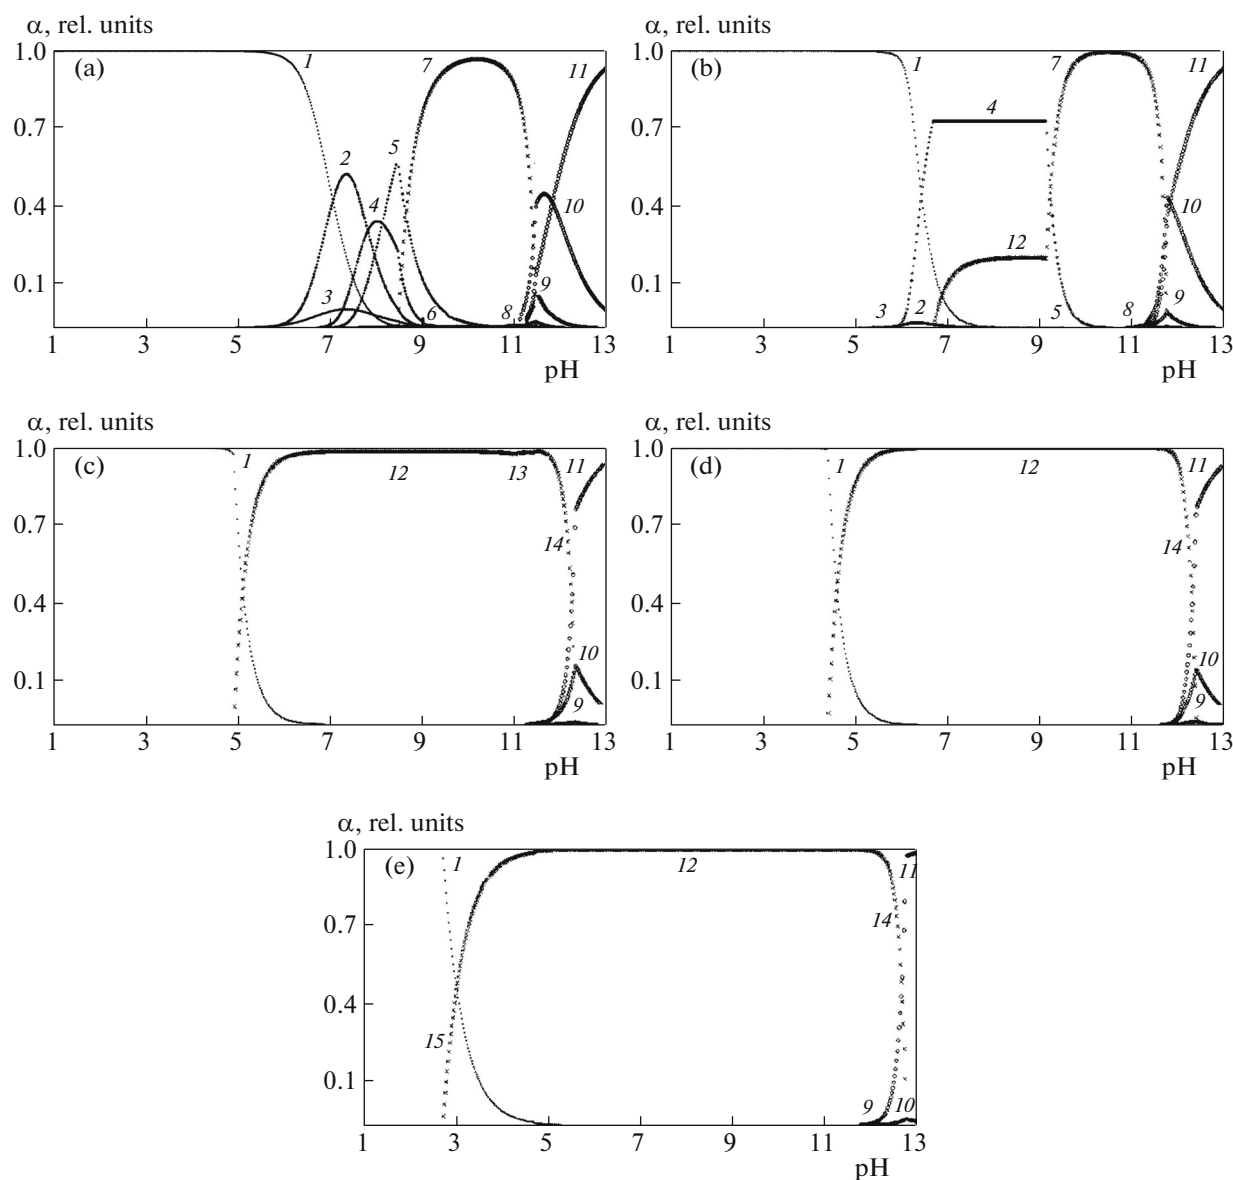 α, rel. units
1.0 (a) 1 7 11
0.7
2 5
0.4 4 10
0.1 3 6 8 9
1 3 5 7 9 11 13
pH
α, rel. units
1.0 (b) 1 7 11
0.7 4
0.4 10
0.1 12
3 2 5 8 9
1 3 5 7 9 11 13
pH
α, rel. units
1.0 (c) 1 12 13 11
0.7 14
0.4
0.1 10
9
1 3 5 7 9 11 13
pH
α, rel. units
1.0 (d) 1 12 11
0.7 14
0.4
0.1 10
9
1 3 5 7 9 11 13
pH
α, rel. units
1.0 (e) 1 12 11
0.7 14
0.4
15
0.1 9 10
1 3 5 7 9 11 13
pH